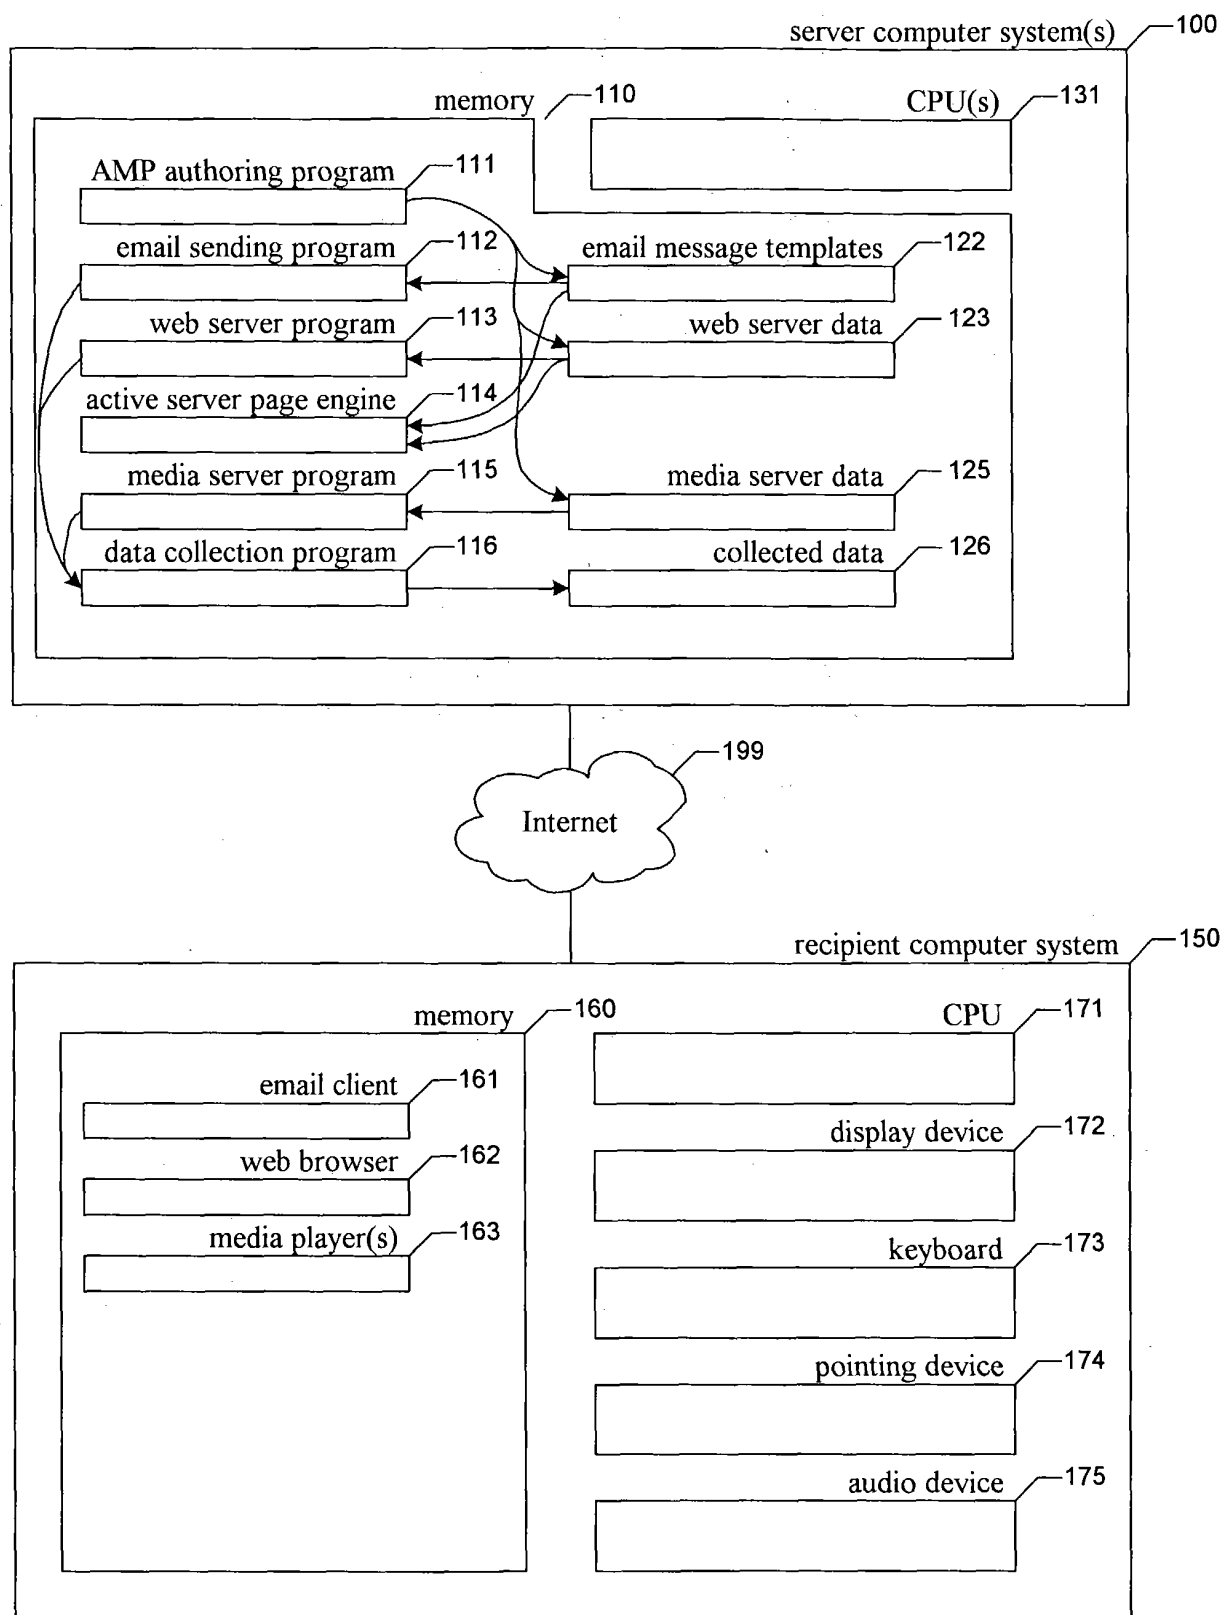 server computer system(s) 100
memory 110
CPU(s) 131
AMP authoring program 111
email sending program 112
email message templates 122
web server program 113
web server data 123
active server page engine 114
media server program 115
media server data 125
data collection program 116
collected data 126
199
Internet
recipient computer system 150
memory 160
CPU 171
email client 161
display device 172
web browser 162
media player(s) 163
keyboard 173
pointing device 174
audio device 175